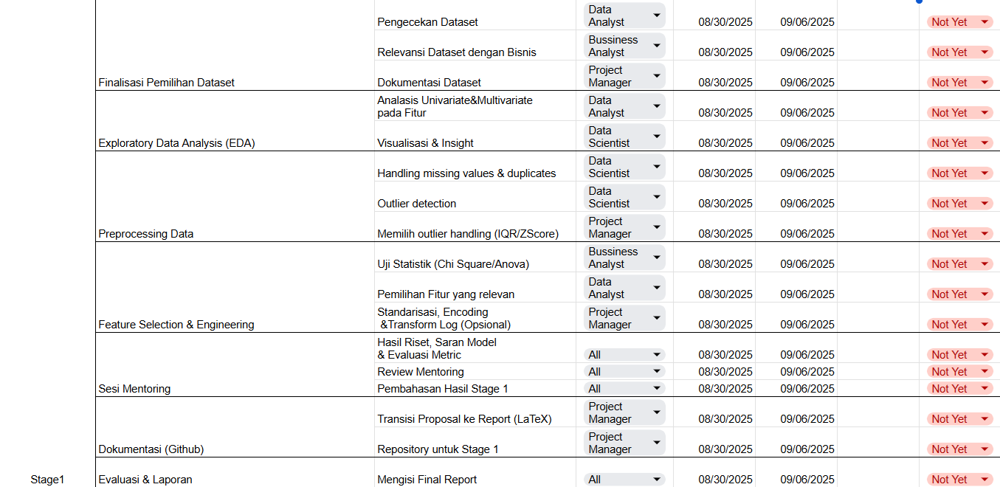 Pengecekan Dataset Data Analyst 08/30/2025 09/06/2025 Not Yet
Relevansi Dataset dengan Bisnis Bussiness Analyst 08/30/2025 09/06/2025 Not Yet
Finalisasi Pemilihan Dataset Dokumentasi Dataset Project Manager 08/30/2025 09/06/2025 Not Yet
Analasis Univariate&Multivariate
pada Fitur Data Analyst 08/30/2025 09/06/2025 Not Yet
Exploratory Data Analysis (EDA) Visualisasi & Insight Data Scientist 08/30/2025 09/06/2025 Not Yet
Handling missing values & duplicates Data Scientist 08/30/2025 09/06/2025 Not Yet
Outlier detection Data Scientist 08/30/2025 09/06/2025 Not Yet
Preprocessing Data Memilih outlier handling (IQR/ZScore) Project Manager 08/30/2025 09/06/2025 Not Yet
Uji Statistik (Chi Square/Anova) Bussiness Analyst 08/30/2025 09/06/2025 Not Yet
Pemilihan Fitur yang relevan Data Analyst 08/30/2025 09/06/2025 Not Yet
Standarisasi, Encoding
Feature Selection & Engineering &Transform Log (Opsional) Project Manager 08/30/2025 09/06/2025 Not Yet
Hasil Riset, Saran Model
& Evaluasi Metric All 08/30/2025 09/06/2025 Not Yet
Review Mentoring All 08/30/2025 09/06/2025 Not Yet
Sesi Mentoring Pembahasan Hasil Stage 1 All 08/30/2025 09/06/2025 Not Yet
Transisi Proposal ke Report (LaTeX) Project Manager 08/30/2025 09/06/2025 Not Yet
Dokumentasi (Github) Repository untuk Stage 1 Project Manager 08/30/2025 09/06/2025 Not Yet
Stage1 Evaluasi & Laporan Mengisi Final Report All 08/30/2025 09/06/2025 Not Yet